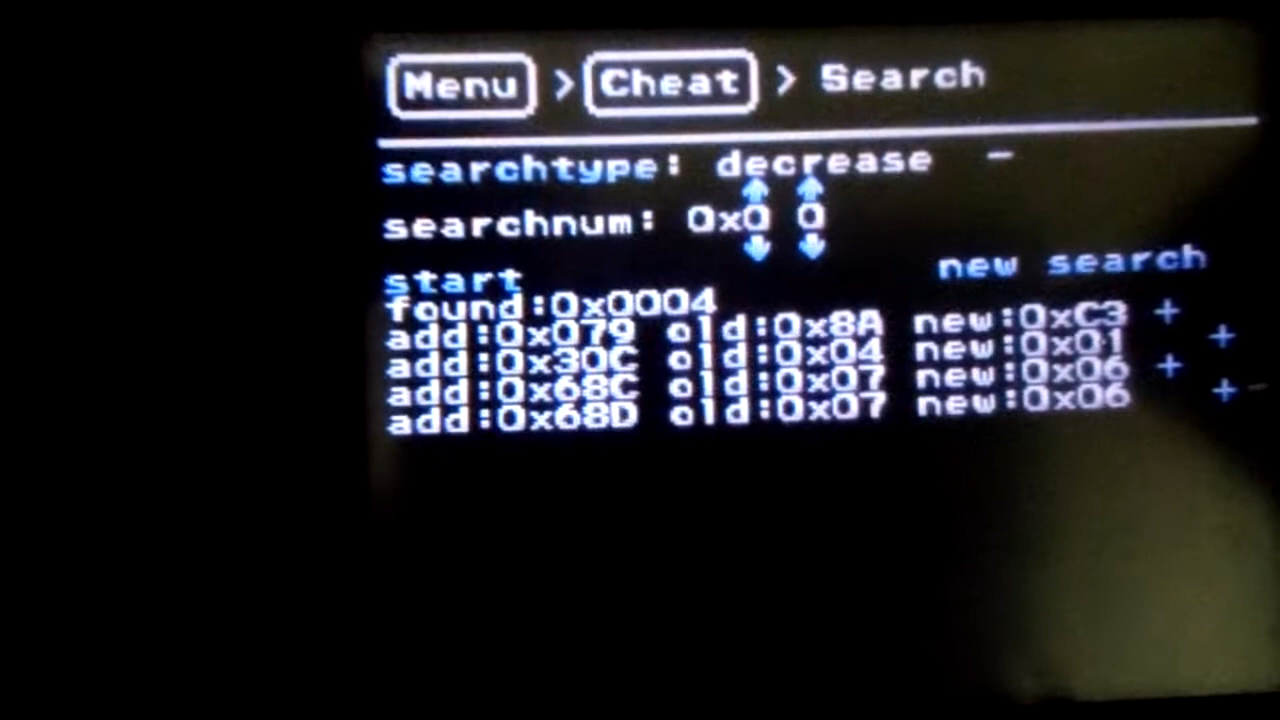 Menu > Cheat > Search
searchtype: decrease -
searchnum: 0x0 0
start new search
found:0x0004
add:0x079 old:0x8A new:0xC3 +
add:0x30C old:0x04 new:0x01 +
add:0x68C old:0x07 new:0x06 +
add:0x68D old:0x07 new:0x06 + -